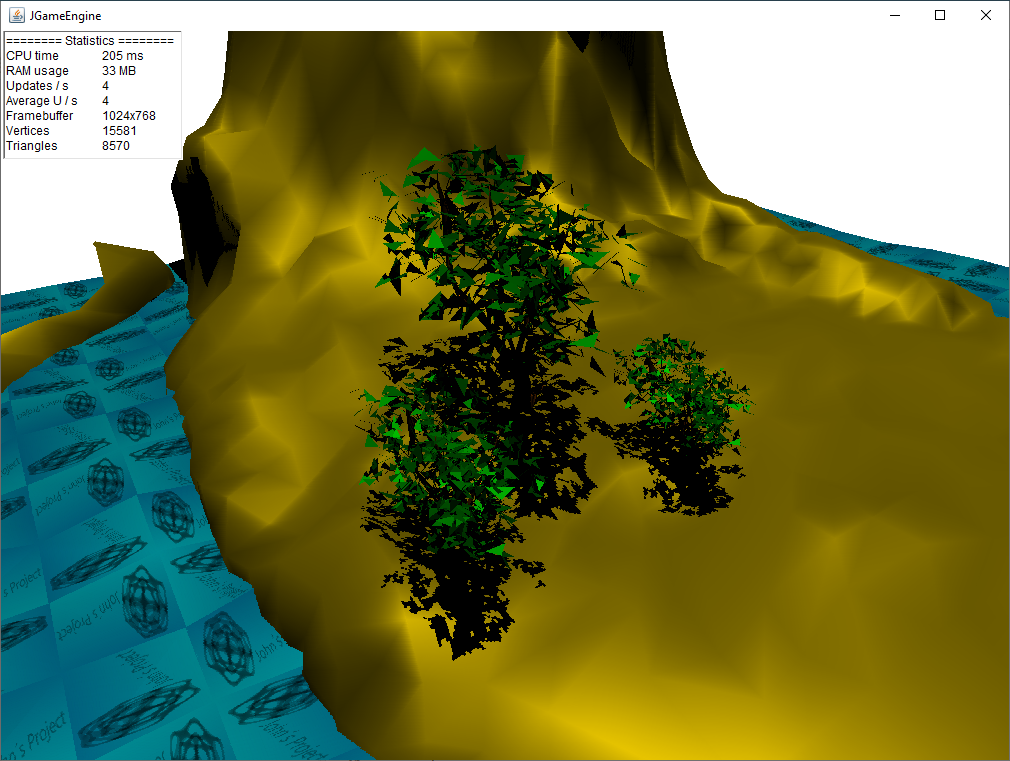 JGameEngine
======== Statistics ========
CPU time 205 ms
RAM usage 33 MB
Updates / s 4
Average U / s 4
Framebuffer 1024x768
Vertices 15581
Triangles 8570
s Project
John's Project
John's Project
John's Project
n's Project